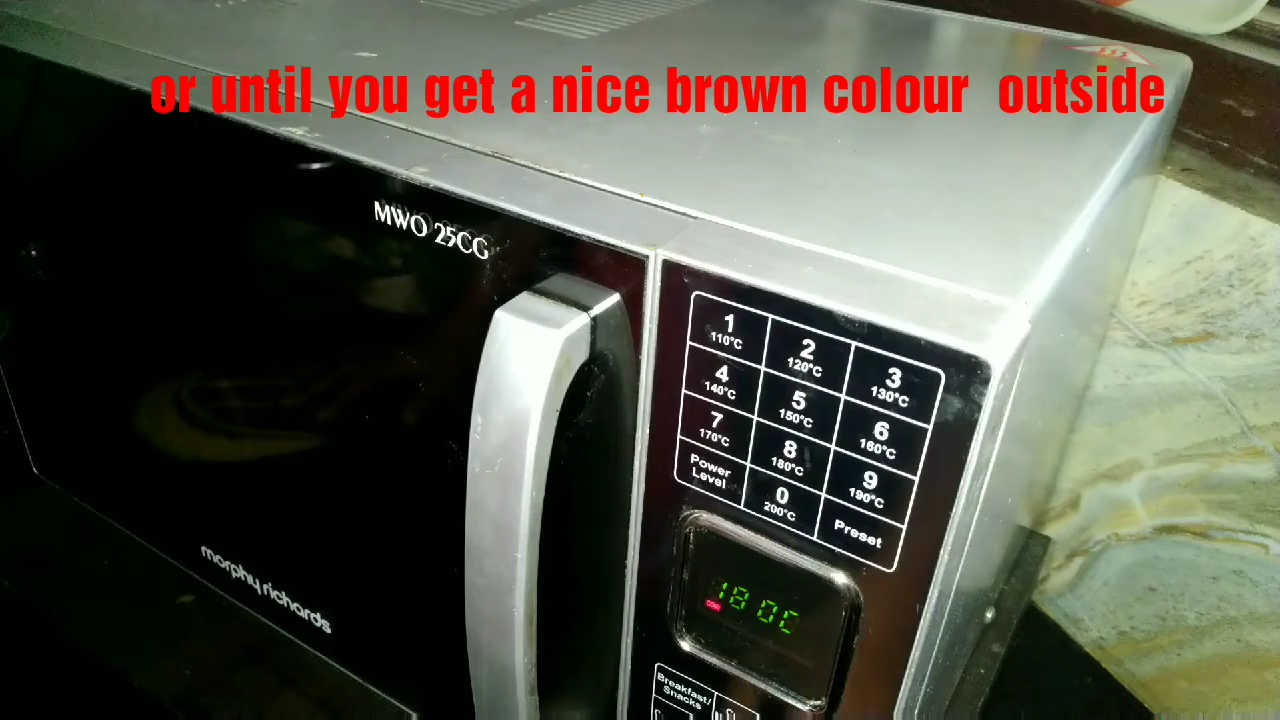 or until you get a nice brown colour outside
MWO 25CG
1
110°C
2
120°C
3
130°C
4
140°C
5
150°C
6
160°C
7
170°C
8
180°C
9
190°C
Power
Level
0
200°C
Preset
180C
morphy richards
Breakfast/
Snacks